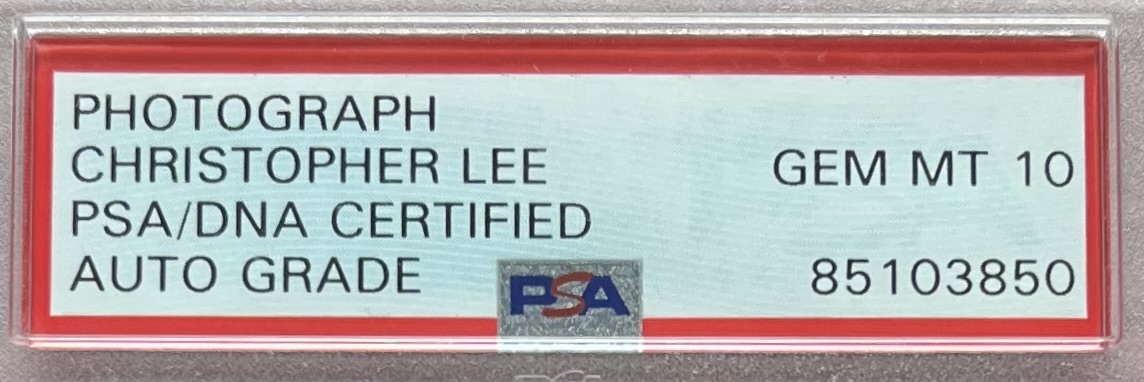 PHOTOGRAPH
CHRISTOPHER LEE GEM MT 10
PSA/DNA CERTIFIED
AUTO GRADE 85103850
PSA